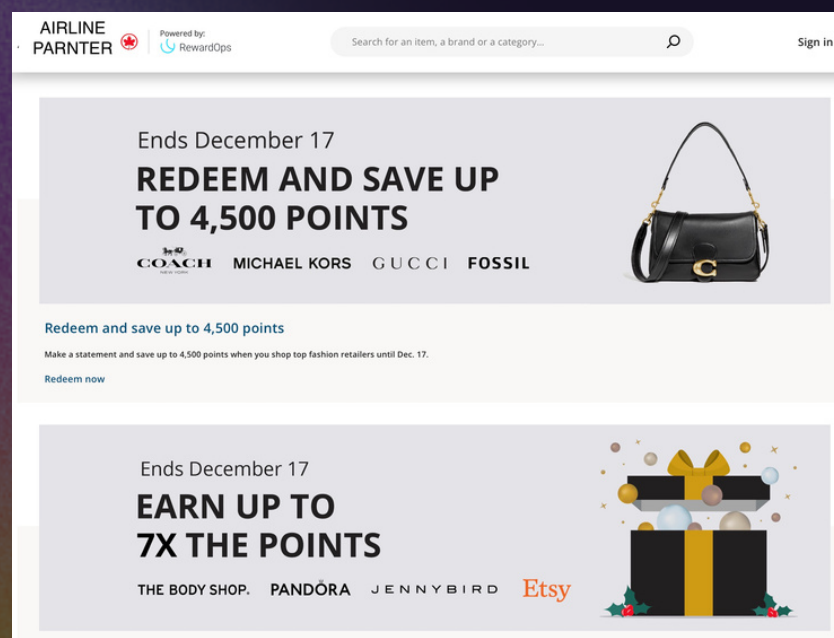 AIRLINE
PARNTER
Powered by:
RewardOps
Search for an item, a brand or a category...
Sign in
Ends December 17
REDEEM AND SAVE UP
TO 4,500 POINTS
COACH
NEW YORK
MICHAEL KORS
GUCCI
FOSSIL
Redeem and save up to 4,500 points
Make a statement and save up to 4,500 points when you shop top fashion retailers until Dec. 17.
Redeem now
Ends December 17
EARN UP TO
7X THE POINTS
THE BODY SHOP.
PANDÖRA
JENNYBIRD
Etsy